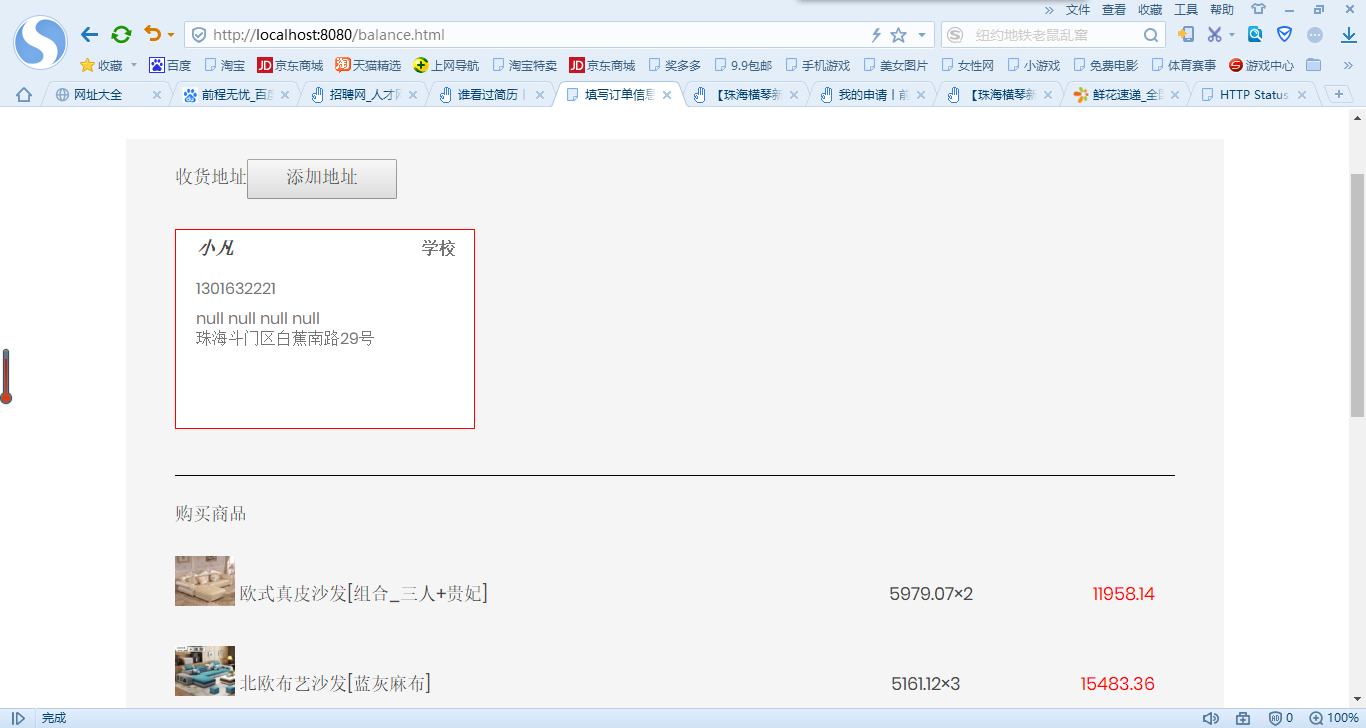 » 文件 查看 收藏 工具 帮助
http://localhost:8080/balance.html
纽约地铁老鼠乱窜
收藏 百度 淘宝 JD 京东商城 淘 天猫精选 上网导航 淘宝特卖 JD 京东商城 奖多多 9.9包邮 手机游戏 美女图片 女性网 小游戏 免费电影 体育赛事 游戏中心 »
网址大全 前程无忧_百度 招聘网_人才网 谁看过简历 填写订单信息 【珠海横琴新 我的申请 | 前 【珠海横琴新 鲜花速递_全国 HTTP Status
收货地址 添加地址
小凡 学校
1301632221
null null null null
珠海斗门区白蕉南路29号
购买商品
欧式真皮沙发[组合_三人+贵妃] 5979.07×2 11958.14
北欧布艺沙发[蓝灰麻布] 5161.12×3 15483.36
完成 0 100%